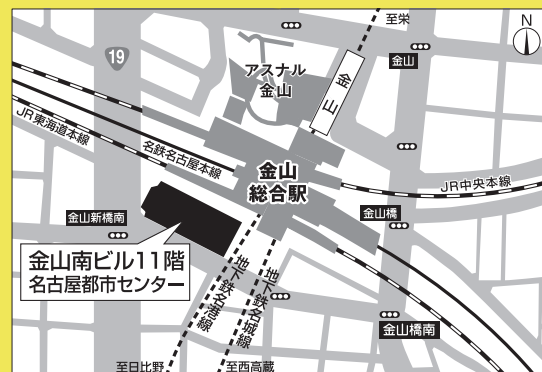 至栄
N
19
金山
アスナル
金山
金山
JR東海道本線
名鉄名古屋本線
金山
総合駅
JR中央本線
金山新橋南
金山橋
金山南ビル11階
名古屋都市センター
地下鉄名港線
地下鉄名城線
金山橋南
至日比野
至西高蔵